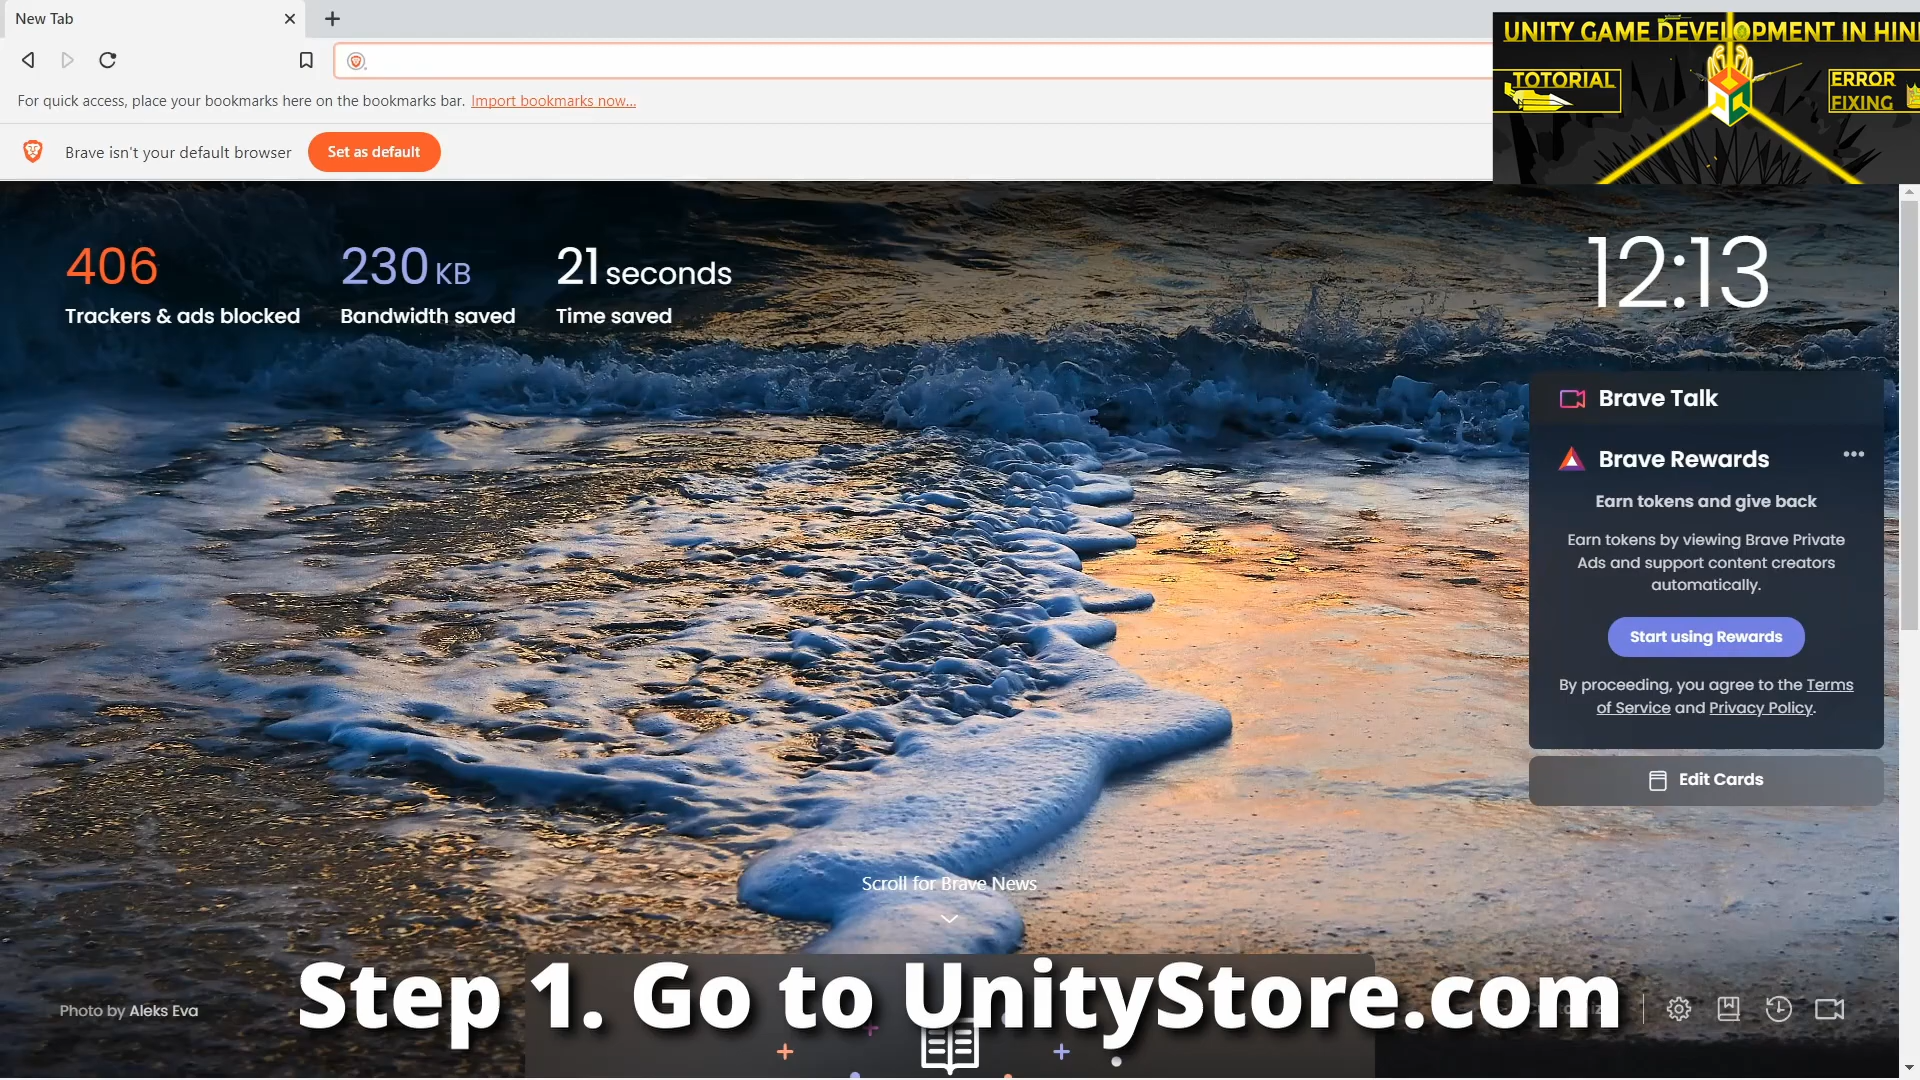 New Tab
For quick access, place your bookmarks here on the bookmarks bar. Import bookmarks now...
Brave isn't your default browser
Set as default
UNITY GAME DEVELOPMENT IN HIN
TOTORIAL
ERROR
FIXING
406
Trackers & ads blocked
230 KB
Bandwidth saved
21 seconds
Time saved
12:13
Brave Talk
Brave Rewards
Earn tokens and give back
Earn tokens by viewing Brave Private
Ads and support content creators
automatically.
Start using Rewards
By proceeding, you agree to the Terms
of Service and Privacy Policy.
Edit Cards
Scroll for Brave News
Step 1. Go to UnityStore.com
Photo by Aleks Eva